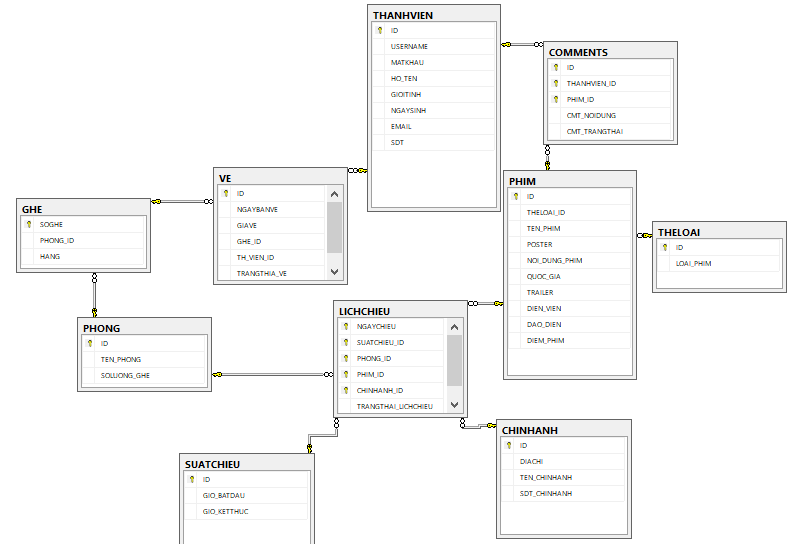 THANHVIEN
ID
USERNAME
MATKHAU
HO_TEN
GIOITINH
NGAYSINH
EMAIL
SDT
COMMENTS
ID
THANHVIEN_ID
PHIM_ID
CMT_NOIDUNG
CMT_TRANGTHAI
VE
ID
NGAYBANVE
GIAVE
GHE_ID
TH_VIEN_ID
TRANGTHIA_VE
GHE
SOGHE
PHONG_ID
HANG
PHIM
ID
THELOAI_ID
TEN_PHIM
POSTER
NOI_DUNG_PHIM
QUOC_GIA
TRAILER
DIEN_VIEN
DAO_DIEN
DIEM_PHIM
THELOAI
ID
LOAI_PHIM
PHONG
ID
TEN_PHONG
SOLUONG_GHE
LICHCHIEU
NGAYCHIEU
SUATCHIEU_ID
PHONG_ID
PHIM_ID
CHINHANH_ID
TRANGTHAI_LICHCHIEU
CHINHANH
ID
DIACHI
TEN_CHINHANH
SDT_CHINHANH
SUATCHIEU
ID
GIO_BATDAU
GIO_KETTHUC